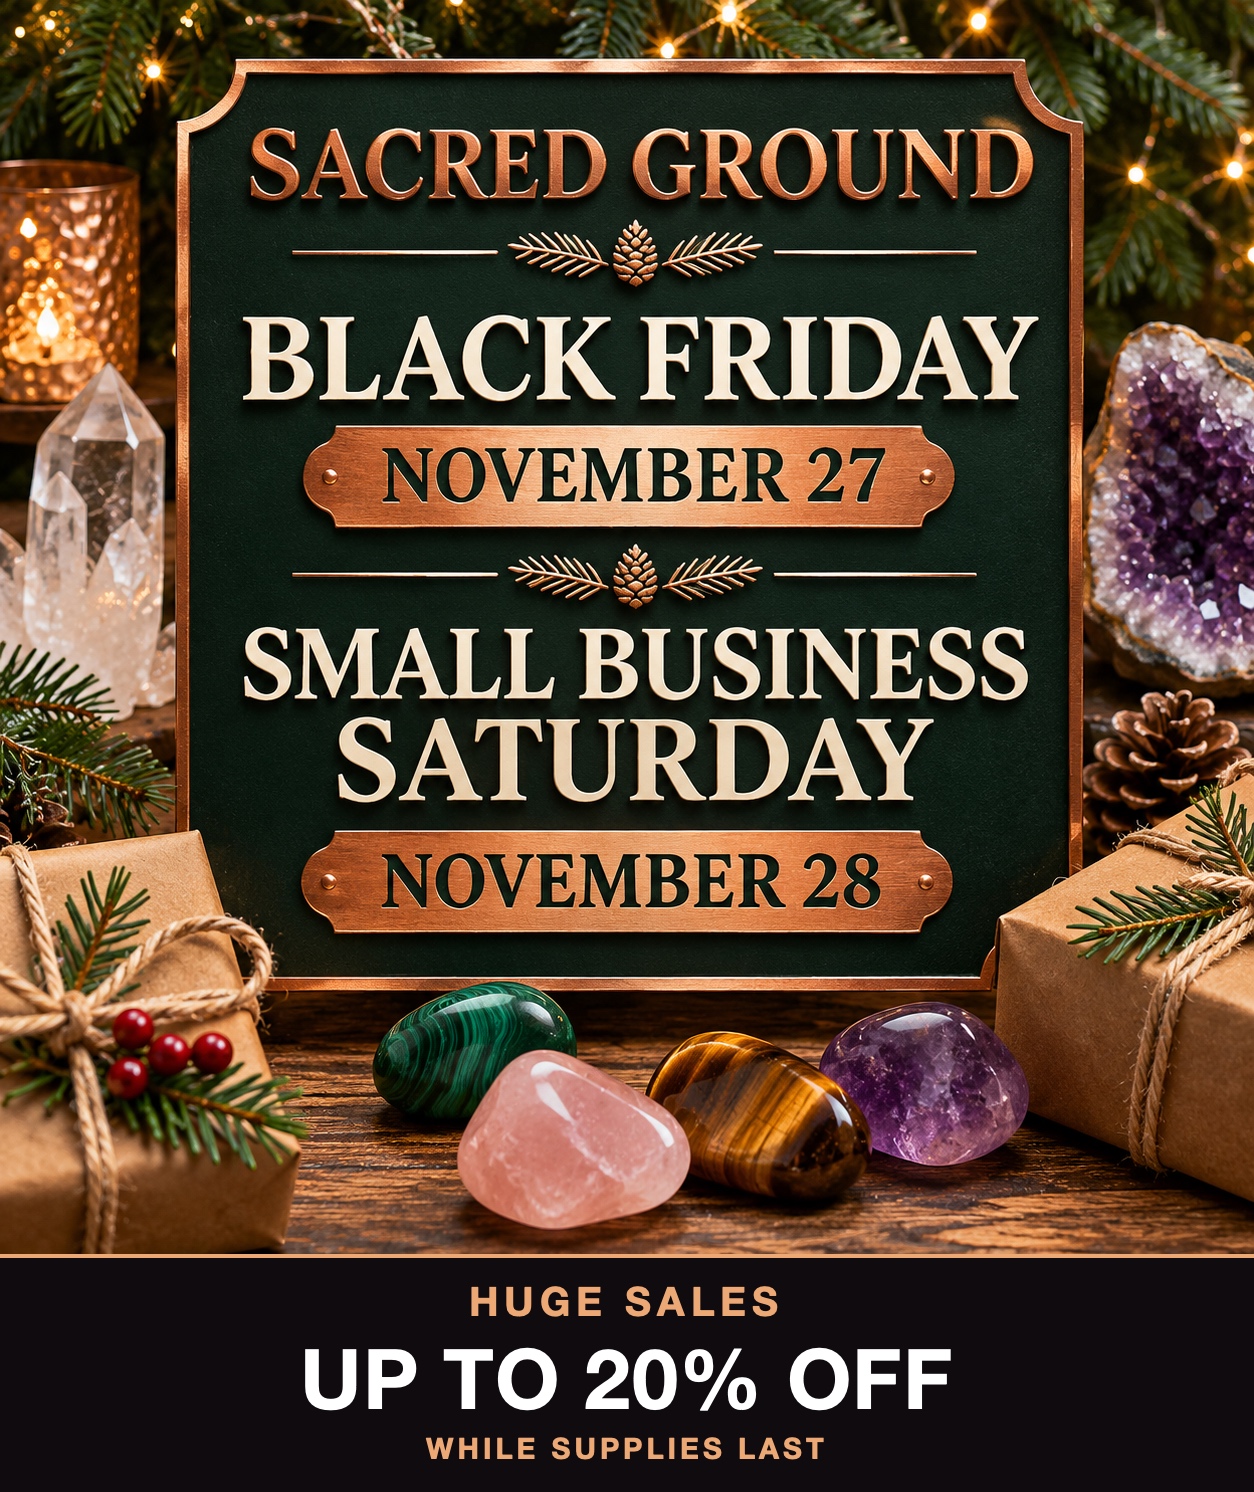 SACRED GROUND
BLACK FRIDAY
NOVEMBER 27
SMALL BUSINESS
SATURDAY
NOVEMBER 28
HUGE SALES
UP TO 20% OFF
WHILE SUPPLIES LAST